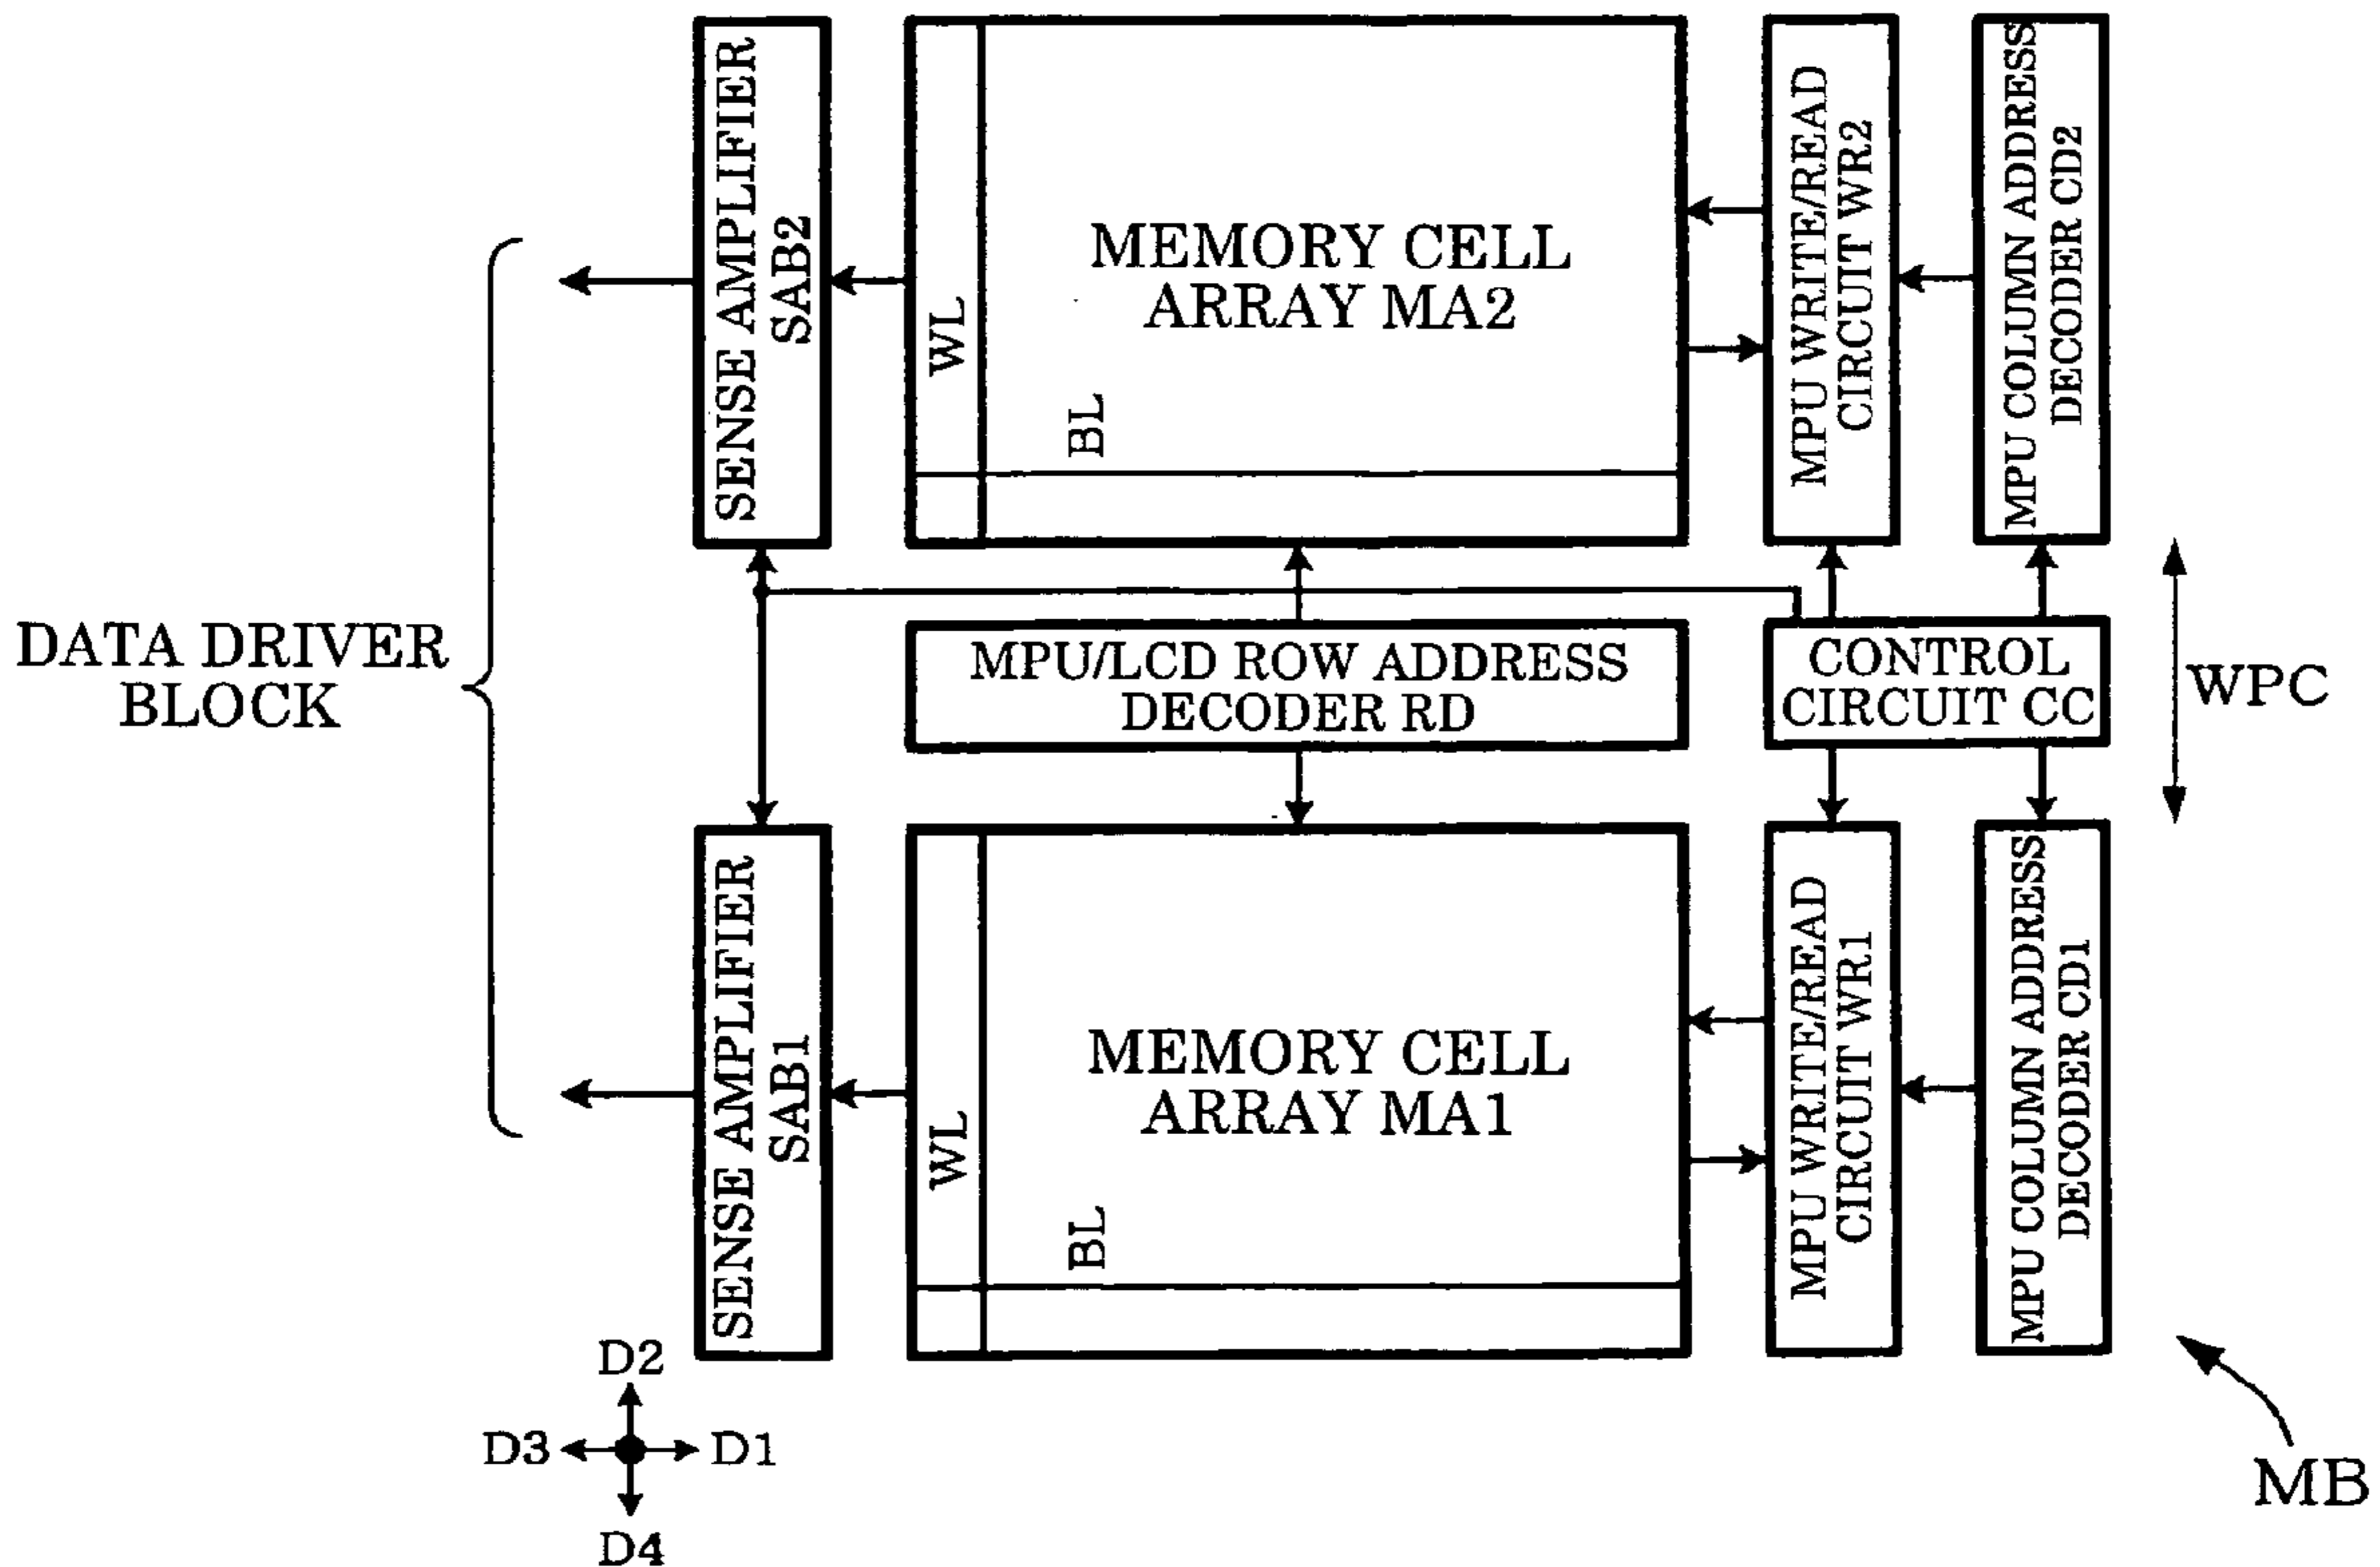 SENSE AMPLIFIER
SAB2
WL
BL
MEMORY CELL
ARRAY MA2
MPU WRITE/READ
CIRCUIT WR2
MPU COLUMN ADDRESS
DECODER CD2
DATA DRIVER
BLOCK
MPU/LCD ROW ADDRESS
DECODER RD
CONTROL
CIRCUIT CC
WPC
SENSE AMPLIFIER
SAB1
WL
BL
MEMORY CELL
ARRAY MA1
MPU WRITE/READ
CIRCUIT WR1
MPU COLUMN ADDRESS
DECODER CD1
D2
D3
D1
D4
MB